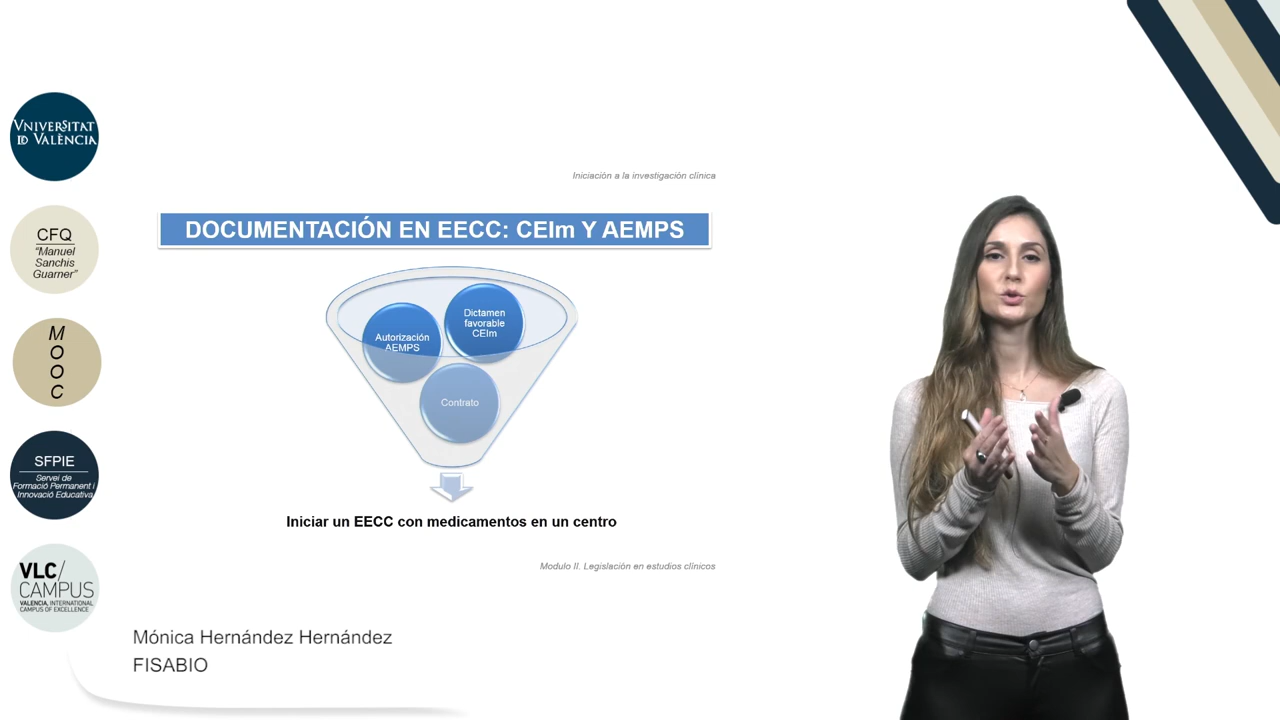 VNIVERSITAT
ID VALÈNCIA
CFQ
"Manuel
Sanchis
Guarner"
M
O
O
C
SFPIE
Servei de
Formació Permanent i
Innovació Educativa
VLC/
CAMPUS
VALENCIA, INTERNATIONAL
CAMPUS OF EXCELLENCE
Iniciación a la investigación clínica
DOCUMENTACIÓN EN EECC: CEIm Y AEMPS
Autorización
AEMPS
Dictamen
favorable
CEIm
Contrato
Iniciar un EECC con medicamentos en un centro
Modulo II. Legislación en estudios clínicos
Mónica Hernández Hernández
FISABIO